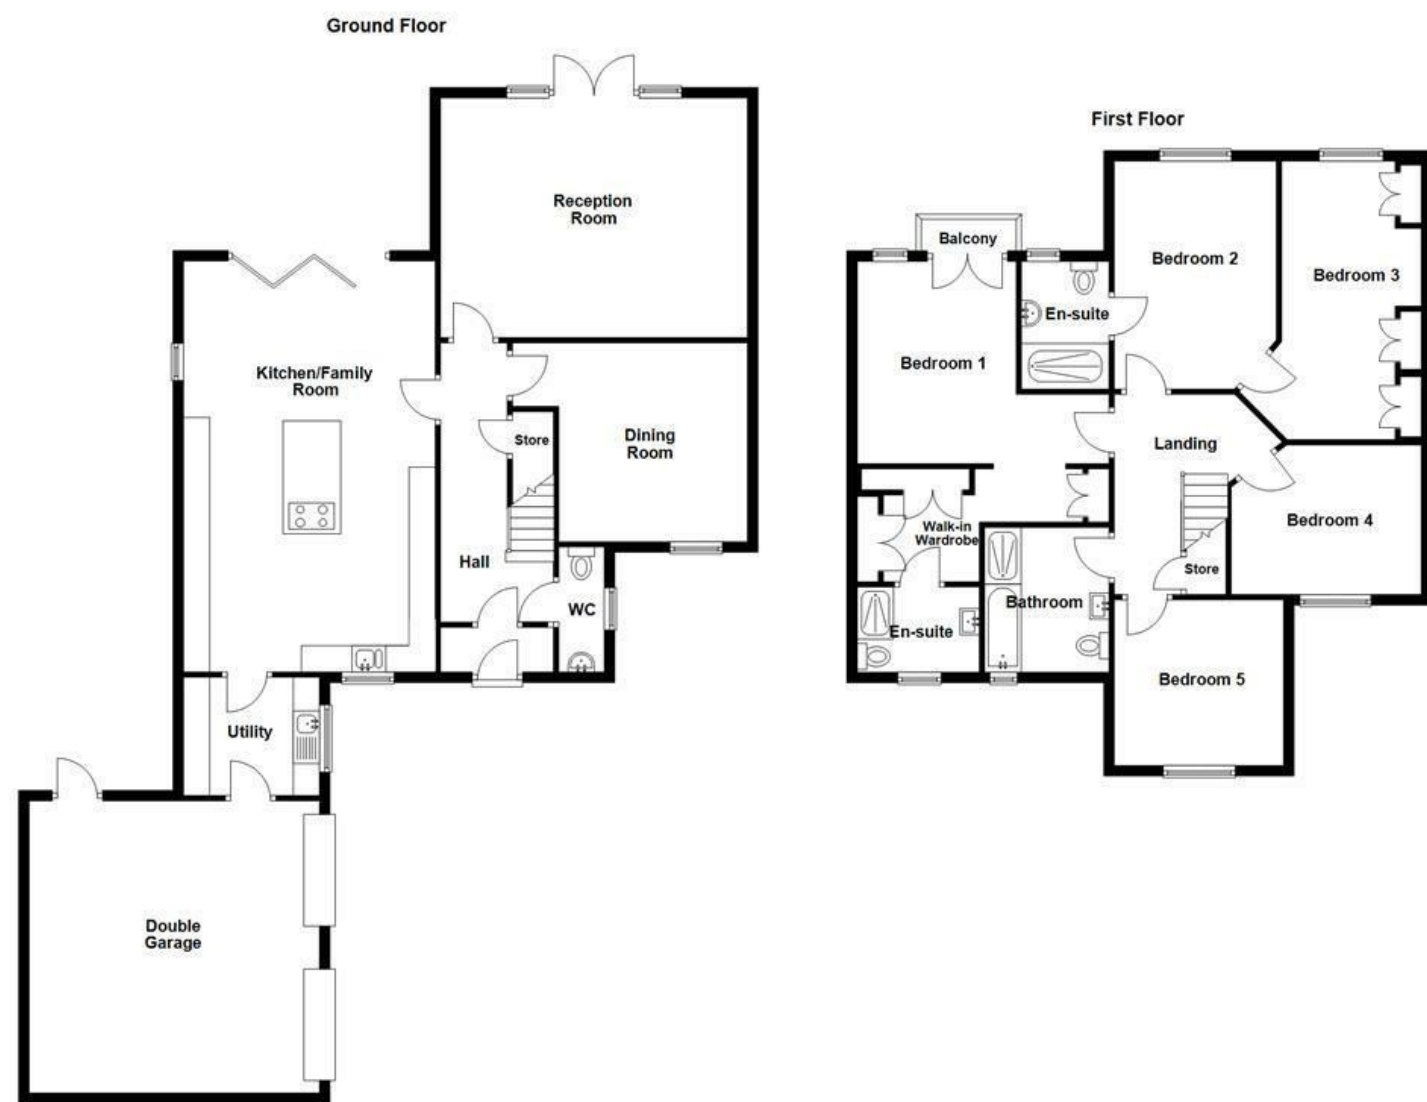 Ground Floor
Reception
Room
Kitchen/Family
Room
Dining
Room
Store
Hall
WC
Utility
Double
Garage
First Floor
Balcony
Bedroom 2
Bedroom 3
En-suite
Bedroom 1
Landing
Walk-in
Wardrobe
Bedroom 4
Store
Bathroom
En-suite
Bedroom 5